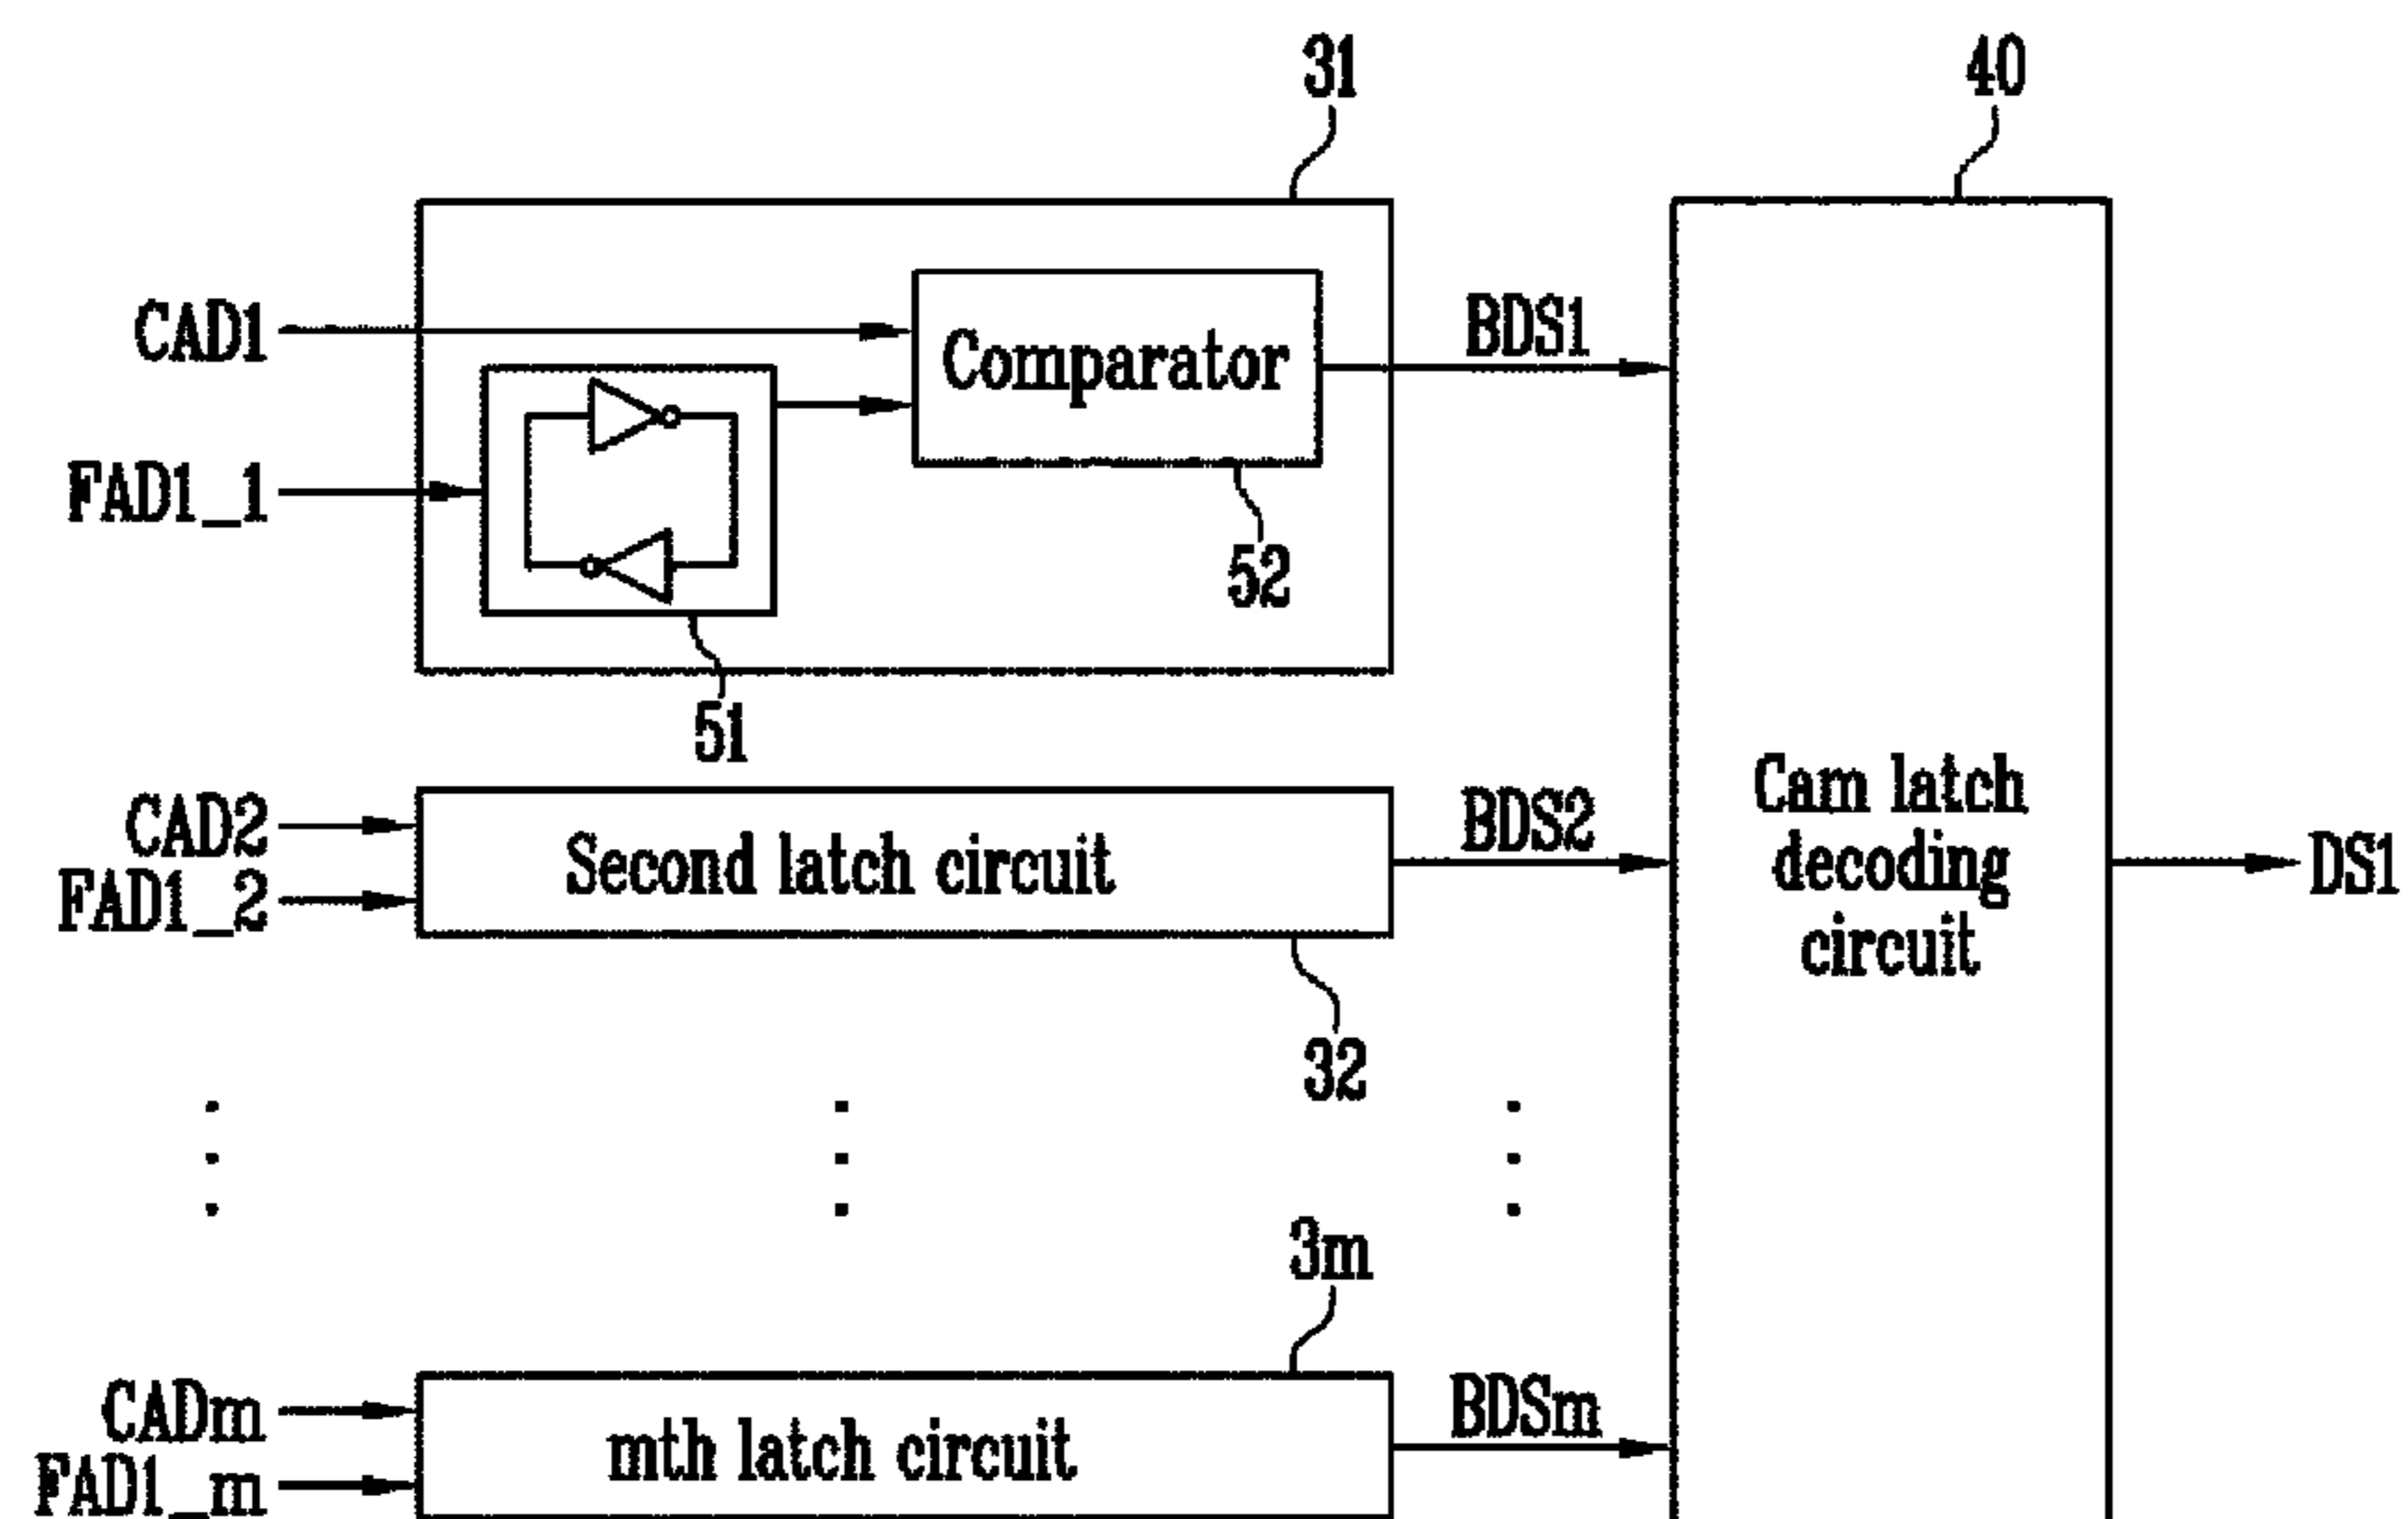 31
40
CAD1
Comparator
BDS1
FAD1_1
52
51
CAD2
FAD1_2
Second latch circuit
BDS2
Cam latch
decoding
circuit
DS1
32
3m
CADm
FAD1_m
mth latch circuit
BDSm